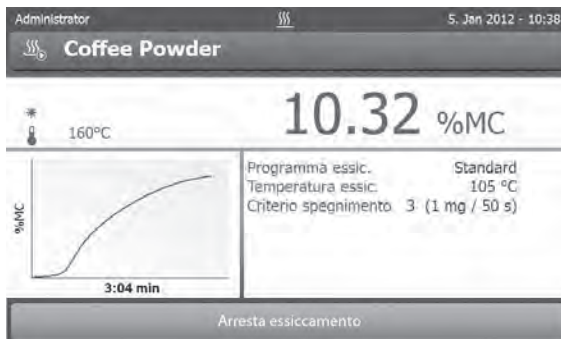 Administrator 5. Jan 2012 - 10:38
Coffee Powder
10.32 %MC
160°C
Programma essic. Standard
Temperatura essic. 105 °C
Criterio spegnimento 3 (1 mg / 50 s)
%MC
3:04 min
Arresta essiccamento